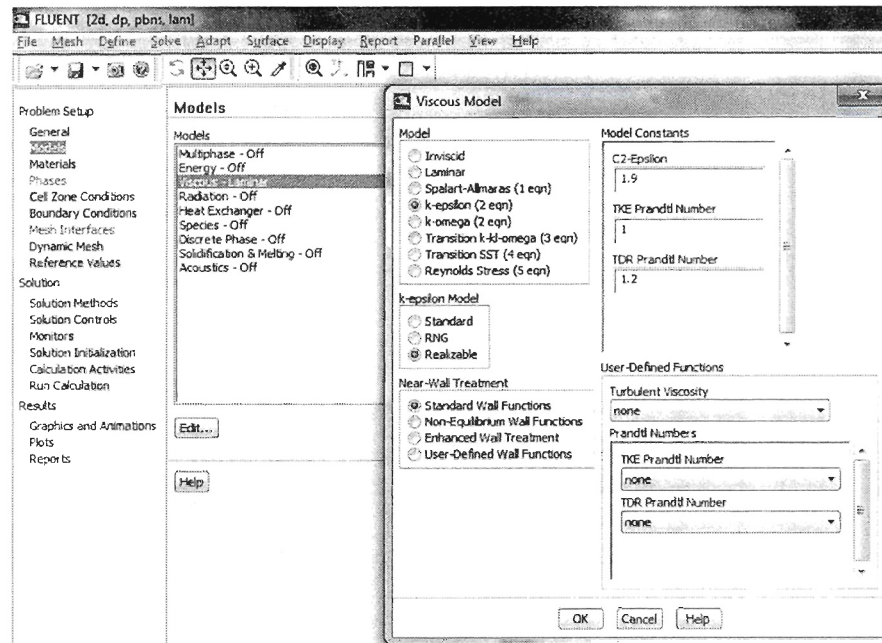 FLUENT [2d, dp, pbns, lam]
File Mesh Define Solve Adapt Surface Display Report Parallel View Help
Problem Setup
General
Models
Materials
Phases
Cell Zone Conditions
Boundary Conditions
Mesh Interfaces
Dynamic Mesh
Reference Values
Solution
Solution Methods
Solution Controls
Monitors
Solution Initialization
Calculation Activities
Run Calculation
Results
Graphics and Animations
Plots
Reports
Models
Models
Multiphase - Off
Energy - Off
Viscous - Laminar
Radiation - Off
Heat Exchanger - Off
Species - Off
Discrete Phase - Off
Solidification & Melting - Off
Acoustics - Off
Edit...
Help
Viscous Model
Model
Inviscid
Laminar
Spalart-Allmaras (1 eqn)
k-epsilon (2 eqn)
k-omega (2 eqn)
Transition k-kl-omega (3 eqn)
Transition SST (4 eqn)
Reynolds Stress (5 eqn)
k-epsilon Model
Standard
RNG
Realizable
Near-Wall Treatment
Standard Wall Functions
Non-Equilibrium Wall Functions
Enhanced Wall Treatment
User-Defined Wall Functions
Model Constants
C2-Epsilon
1.9
TKE Prandtl Number
1
TDR Prandtl Number
1.2
User-Defined Functions
Turbulent Viscosity
none
Prandtl Numbers
TKE Prandtl Number
none
TDR Prandtl Number
none
OK Cancel Help